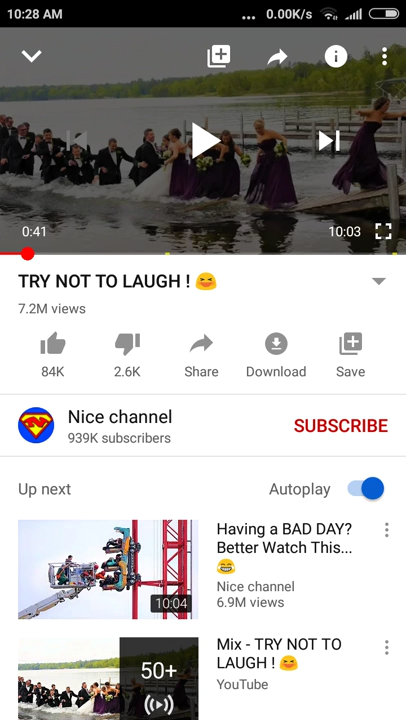 10:28 AM
... 0.00K/s
0:41
10:03
TRY NOT TO LAUGH ! 😆
7.2M views
84K
2.6K
Share
Download
Save
Nice channel
939K subscribers
SUBSCRIBE
Up next
Autoplay
10:04
Having a BAD DAY?
Better Watch This...
😂
Nice channel
6.9M views
50+
Mix - TRY NOT TO
LAUGH ! 😆
YouTube